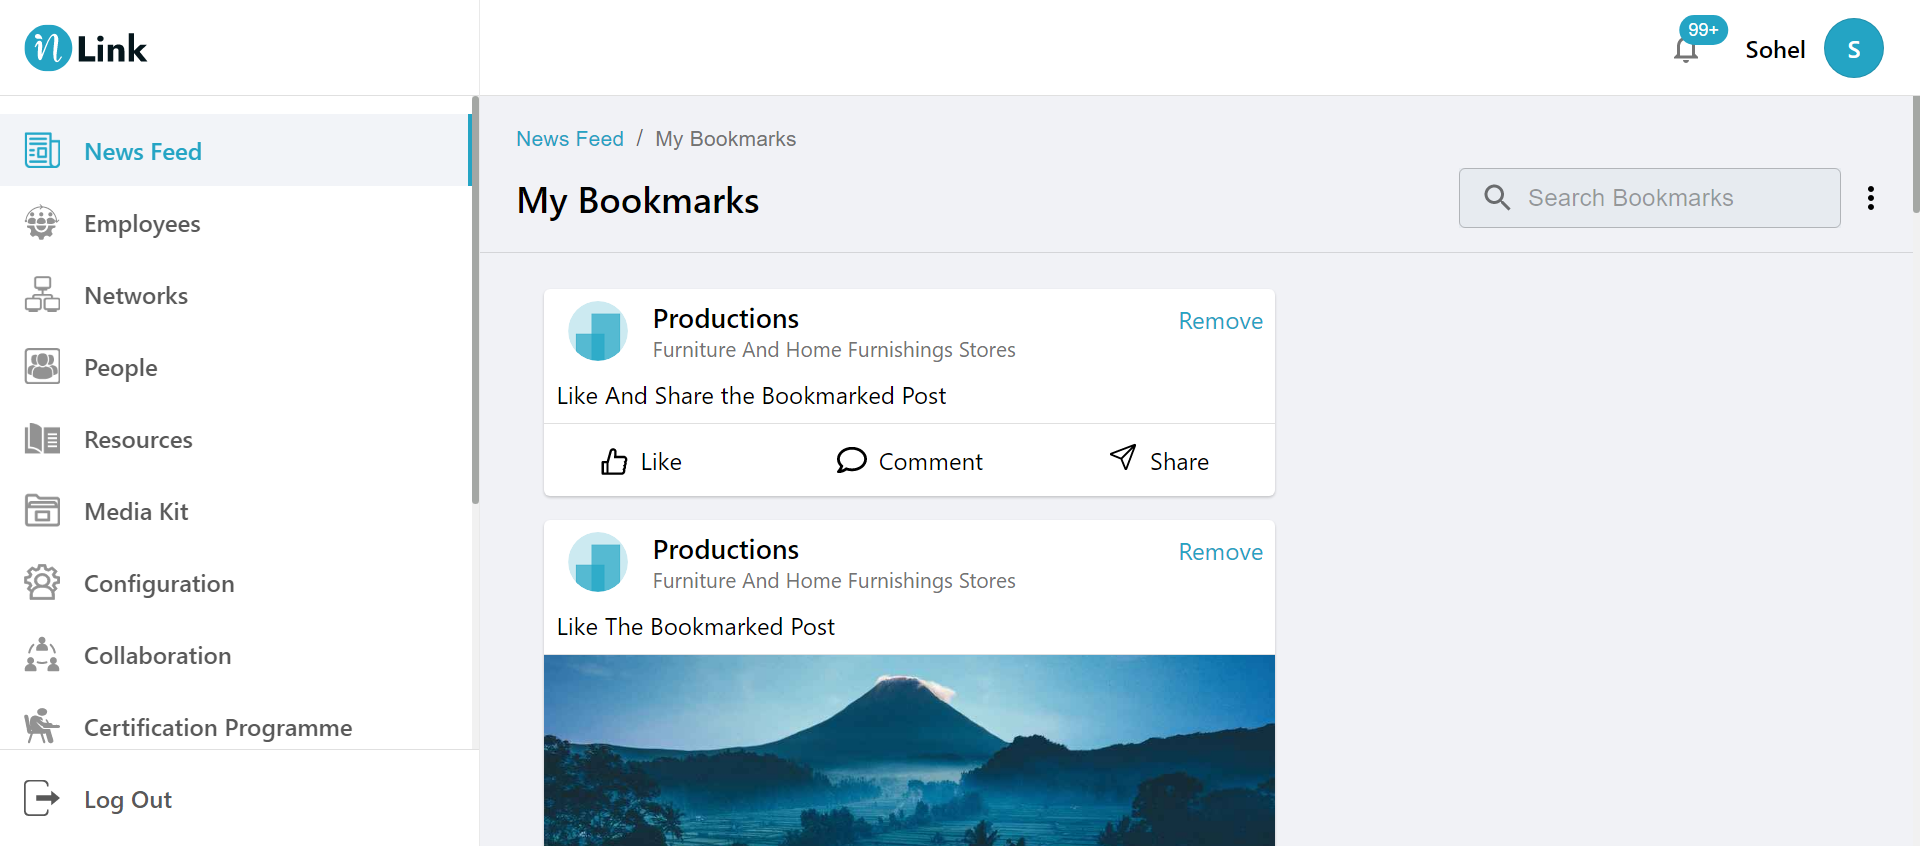 n Link
99+
Sohel
S
News Feed
Employees
Networks
People
Resources
Media Kit
Configuration
Collaboration
Certification Programme
Log Out
News Feed / My Bookmarks
My Bookmarks
Search Bookmarks
Productions
Remove
Furniture And Home Furnishings Stores
Like And Share the Bookmarked Post
Like
Comment
Share
Productions
Remove
Furniture And Home Furnishings Stores
Like The Bookmarked Post